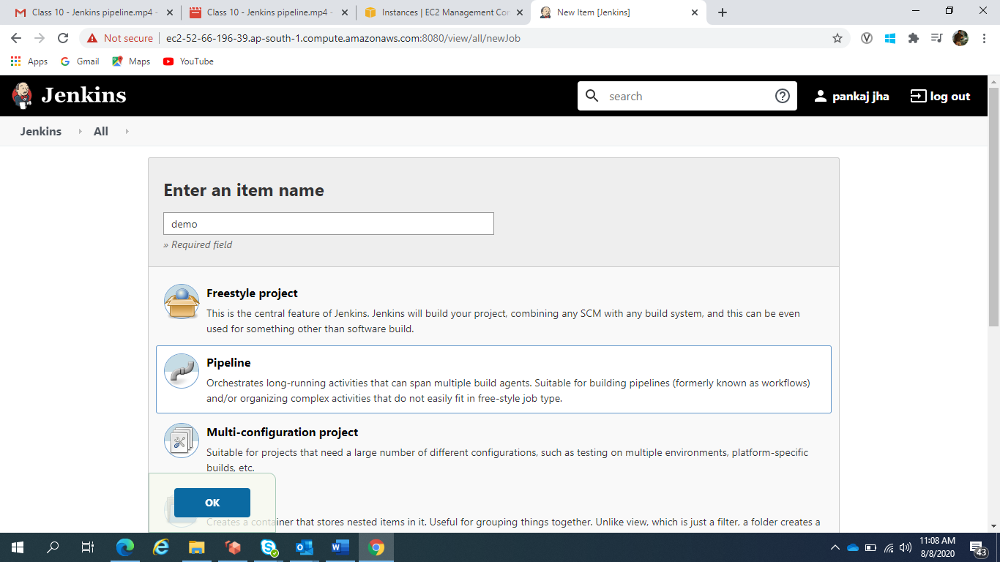 Class 10 - Jenkins pipeline.mp4 -
Class 10 - Jenkins pipeline.mp4 -
Instances | EC2 Management Cor
New Item [Jenkins]
Not secure
ec2-52-66-196-39.ap-south-1.compute.amazonaws.com:8080/view/all/newJob
Apps
Gmail
Maps
YouTube
Jenkins
search
pankaj jha
log out
Jenkins
All
Enter an item name
demo
» Required field
Freestyle project
This is the central feature of Jenkins. Jenkins will build your project, combining any SCM with any build system, and this can be even
used for something other than software build.
Pipeline
Orchestrates long-running activities that can span multiple build agents. Suitable for building pipelines (formerly known as workflows)
and/or organizing complex activities that do not easily fit in free-style job type.
Multi-configuration project
Suitable for projects that need a large number of different configurations, such as testing on multiple environments, platform-specific
builds, etc.
OK
Creates a container that stores nested items in it. Useful for grouping things together. Unlike view, which is just a filter, a folder creates a
11:08 AM
8/8/2020
43